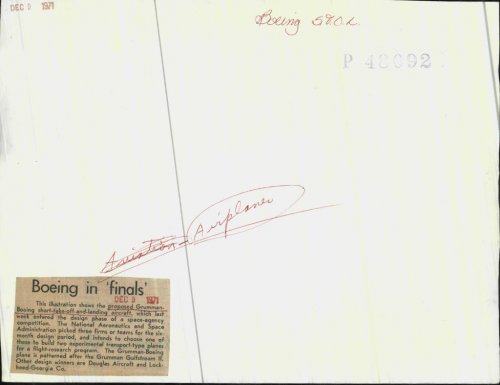 DEC 9 1971
Boeing S.T.O.L.
P 48092
Aviation - Airplanes
Boeing in 'finals'
DEC 9 1971
This illustration shows the proposed Grumman-
Boeing short-take-off-and-landing aircraft, which last
week entered the design phase of a space-agency
competition. The National Aeronautics and Space
Administration picked three firms or teams for the six-
month design period, and intends to choose one of
those to build two experimental transport-type planes
for a flight-research program. The Grumman-Boeing
plane is patterned after the Grumman Gulfstream II.
Other design winners are Douglas Aircraft and Lock-
heed-Georgia Co.